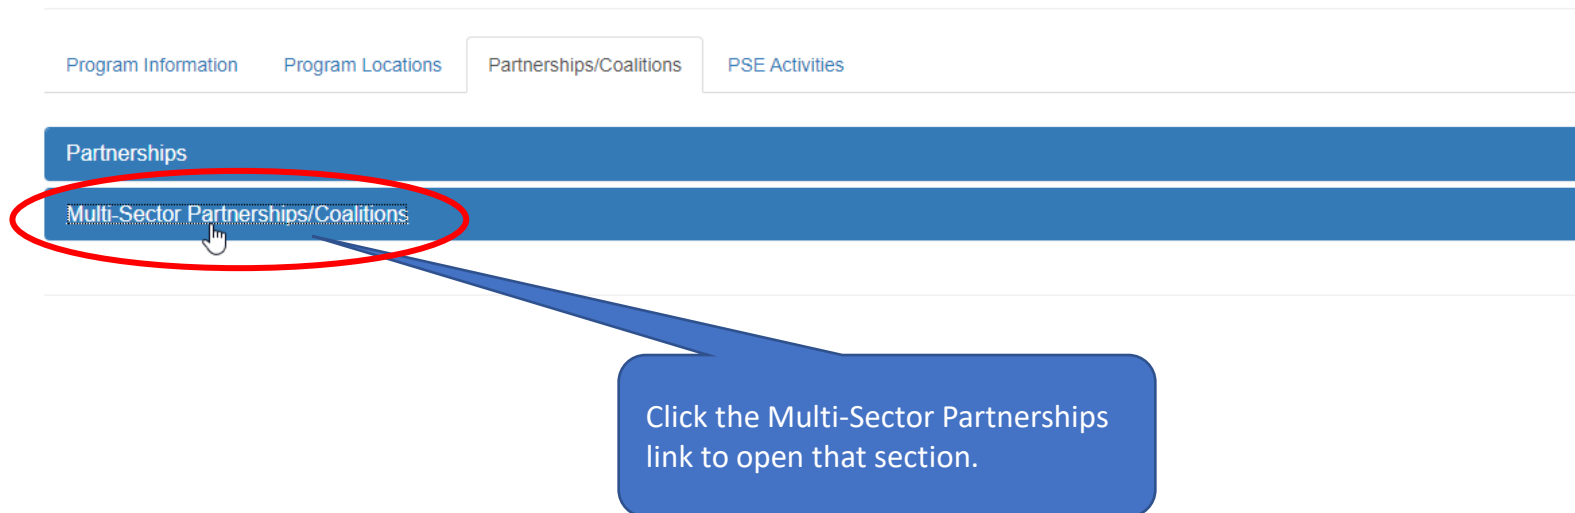 Program Information Program Locations Partnerships/Coalitions PSE Activities
Partnerships
Multi-Sector Partnerships/Coalitions
Click the Multi-Sector Partnerships
link to open that section.